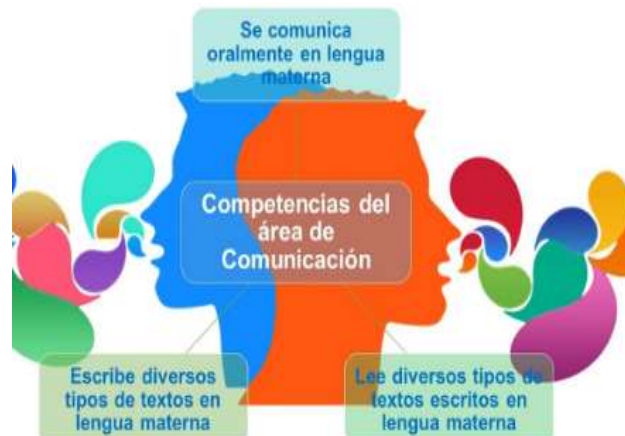 Se comunica
oralmente en lengua
materna
Competencias del
área de
Comunicación
Escribe diversos
tipos de textos en
lengua materna
Lee diversos tipos de
textos escritos en
lengua materna